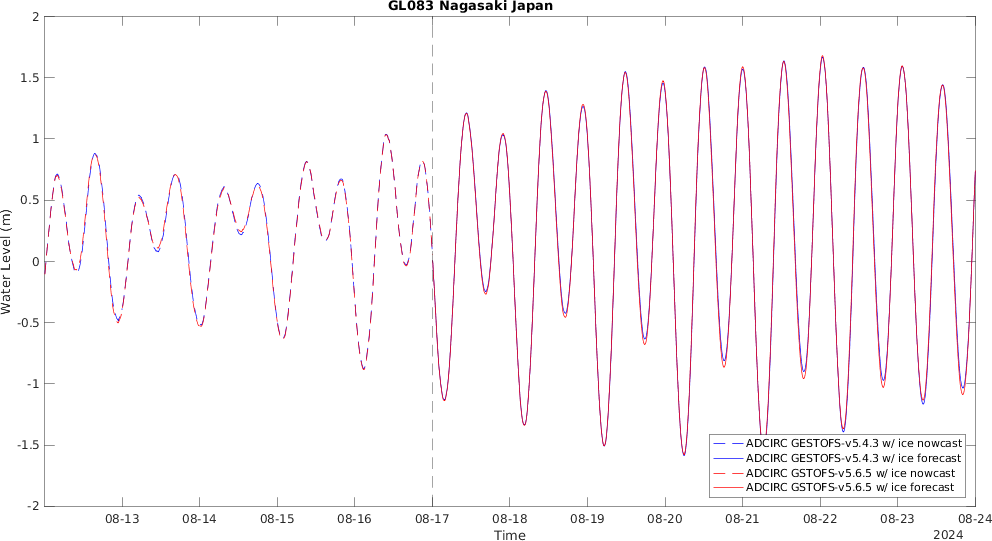 GL083 Nagasaki Japan
2
1.5
1
0.5
0
-0.5
-1
-1.5
-2
Water Level (m)
ADCIRC GESTOFS-v5.4.3 w/ ice nowcast
ADCIRC GESTOFS-v5.4.3 w/ ice forecast
ADCIRC GSTOFS-v5.6.5 w/ ice nowcast
ADCIRC GSTOFS-v5.6.5 w/ ice forecast
08-13 08-14 08-15 08-16 08-17 08-18 08-19 08-20 08-21 08-22 08-23 08-24
Time
2024